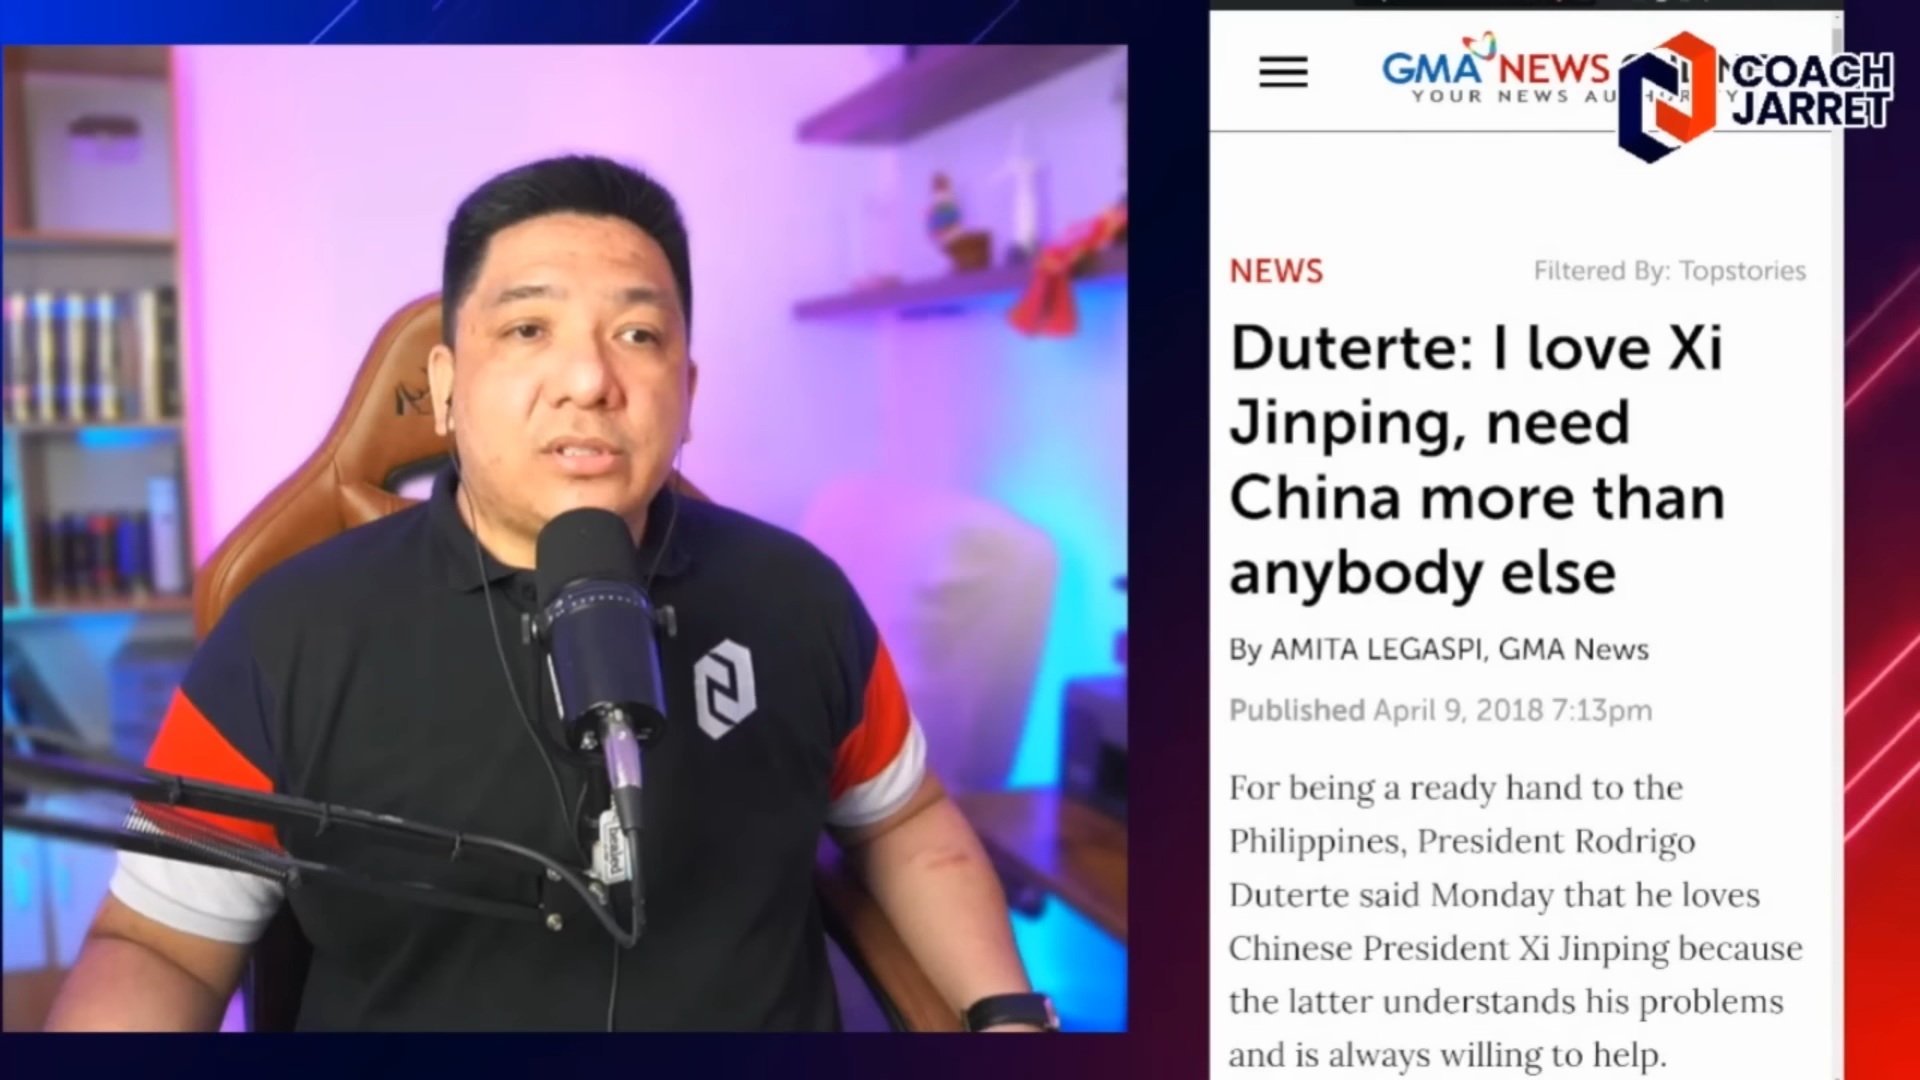 GMA NEWS
YOUR NEWS
COACH
JARRET
NEWS
Filtered By: Topstories
Duterte: I love Xi
Jinping, need
China more than
anybody else
By AMITA LEGASPI, GMA News
Published April 9, 2018 7:13pm
For being a ready hand to the
Philippines, President Rodrigo
Duterte said Monday that he loves
Chinese President Xi Jinping because
the latter understands his problems
and is always willing to help.